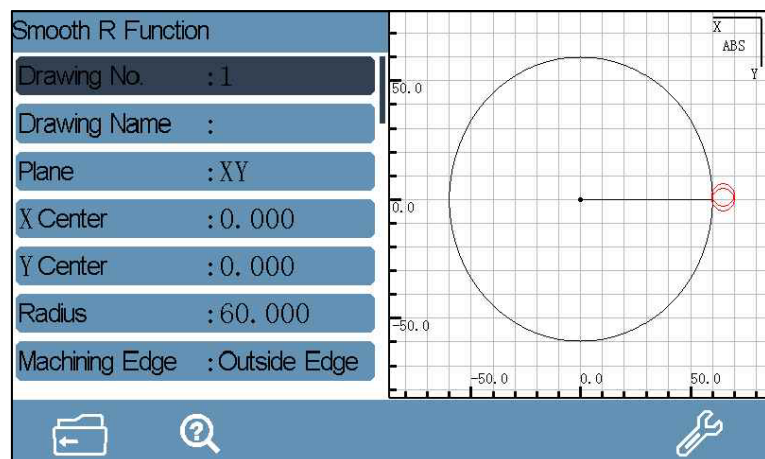 Smooth R Function
Drawing No. :1
Drawing Name :
Plane :XY
X Center :0.000
Y Center :0.000
Radius :60.000
Machining Edge :Outside Edge
X
ABS
Y
50.0
0.0
-50.0
-50.0 0.0 50.0